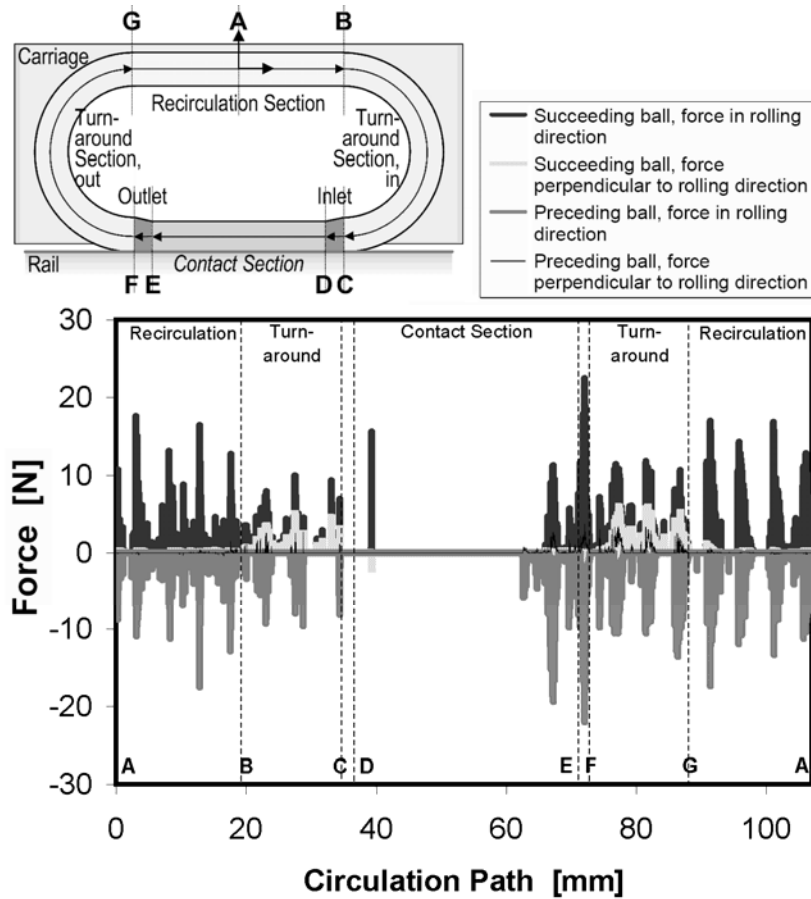 G A B
Carriage
Recirculation Section
Turn-
around
Section,
out
Turn-
around
Section,
in
Outlet Inlet
Rail Contact Section
F E D C
Succeeding ball, force in rolling
direction
Succeeding ball, force
perpendicular to rolling direction
Preceding ball, force in rolling
direction
Preceding ball, force
perpendicular to rolling direction
Force [N]
30
20
10
0
-10
-20
-30
Recirculation Turn-
around Contact Section Turn-
around Recirculation
A B C D E F G A
0 20 40 60 80 100
Circulation Path [mm]